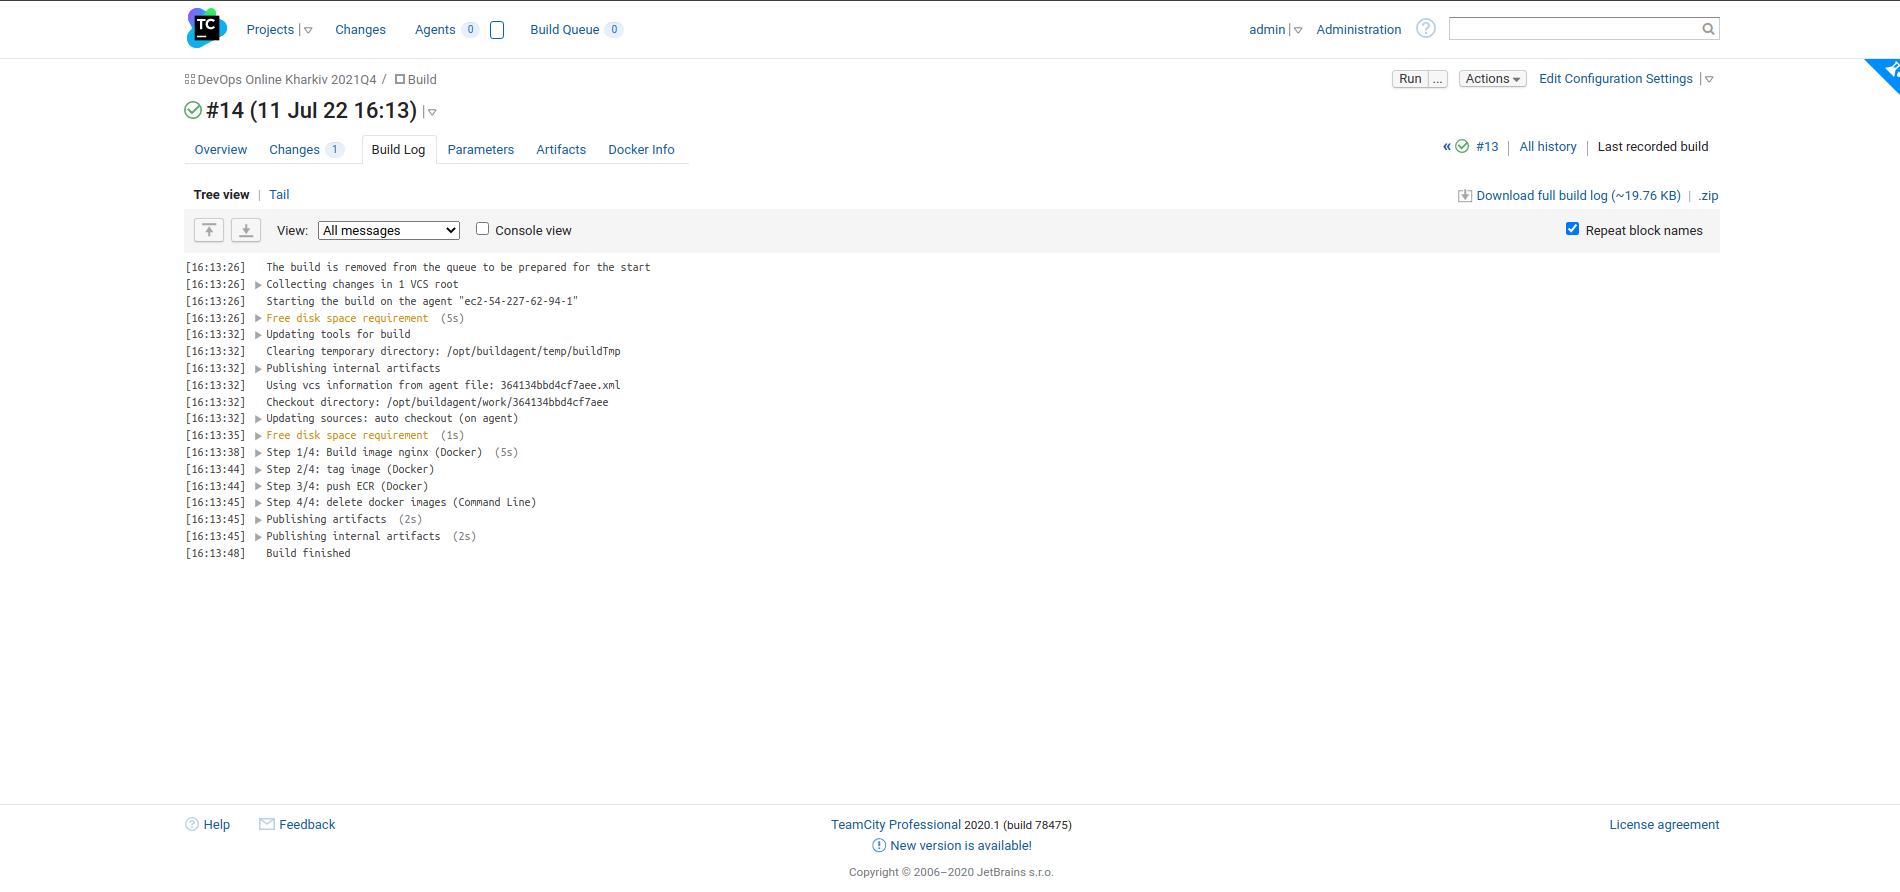 TC Projects Changes Agents 0 Build Queue 0 admin Administration
DevOps Online Kharkiv 2021Q4 / Build Run ... Actions Edit Configuration Settings
#14 (11 Jul 22 16:13)
Overview Changes 1 Build Log Parameters Artifacts Docker Info « #13 | All history | Last recorded build
Tree view | Tail Download full build log (~19.76 KB) | .zip
View: All messages Console view Repeat block names
[16:13:26] The build is removed from the queue to be prepared for the start
[16:13:26] Collecting changes in 1 VCS root
[16:13:26] Starting the build on the agent "ec2-54-227-62-94-1"
[16:13:26] Free disk space requirement (5s)
[16:13:32] Updating tools for build
[16:13:32] Clearing temporary directory: /opt/buildagent/temp/buildTmp
[16:13:32] Publishing internal artifacts
[16:13:32] Using vcs information from agent file: 364134bbd4cf7aee.xml
[16:13:32] Checkout directory: /opt/buildagent/work/364134bbd4cf7aee
[16:13:32] Updating sources: auto checkout (on agent)
[16:13:35] Free disk space requirement (1s)
[16:13:38] Step 1/4: Build image nginx (Docker) (5s)
[16:13:44] Step 2/4: tag image (Docker)
[16:13:44] Step 3/4: push ECR (Docker)
[16:13:45] Step 4/4: delete docker images (Command Line)
[16:13:45] Publishing artifacts (2s)
[16:13:45] Publishing internal artifacts (2s)
[16:13:48] Build finished
Help Feedback TeamCity Professional 2020.1 (build 78475) License agreement
New version is available!
Copyright © 2006–2020 JetBrains s.r.o.